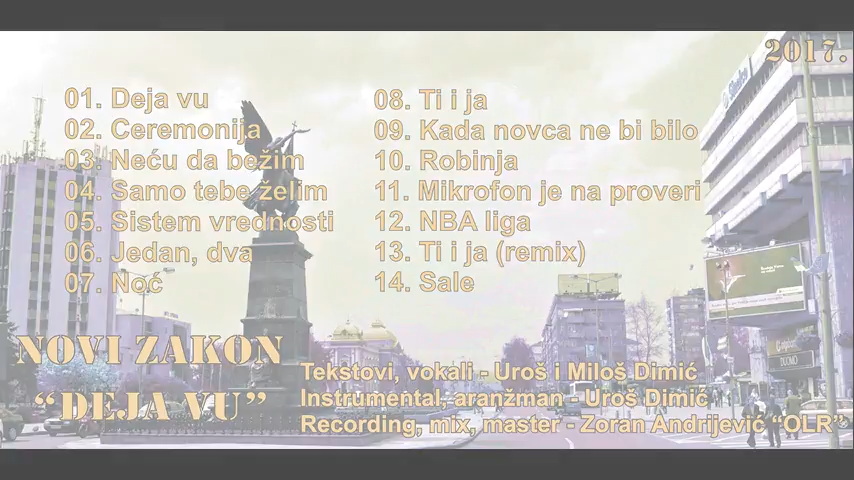 2017.
01. Deja vu
02. Ceremonija
03. Neću da bežim
04. Samo tebe želim
05. Sistem vrednosti
06. Jedan, dva
07. Noć
08. Ti i ja
09. Kada novca ne bi bilo
10. Robinja
11. Mikrofon je na proveri
12. NBA liga
13. Ti i ja (remix)
14. Sale
NOVI ZAKON
“DEJA VU”
Tekstovi, vokali - Uroš i Miloš Dimić
Instrumental, aranžman - Uroš Dimić
Recording, mix, master - Zoran Andrijević “OLR”